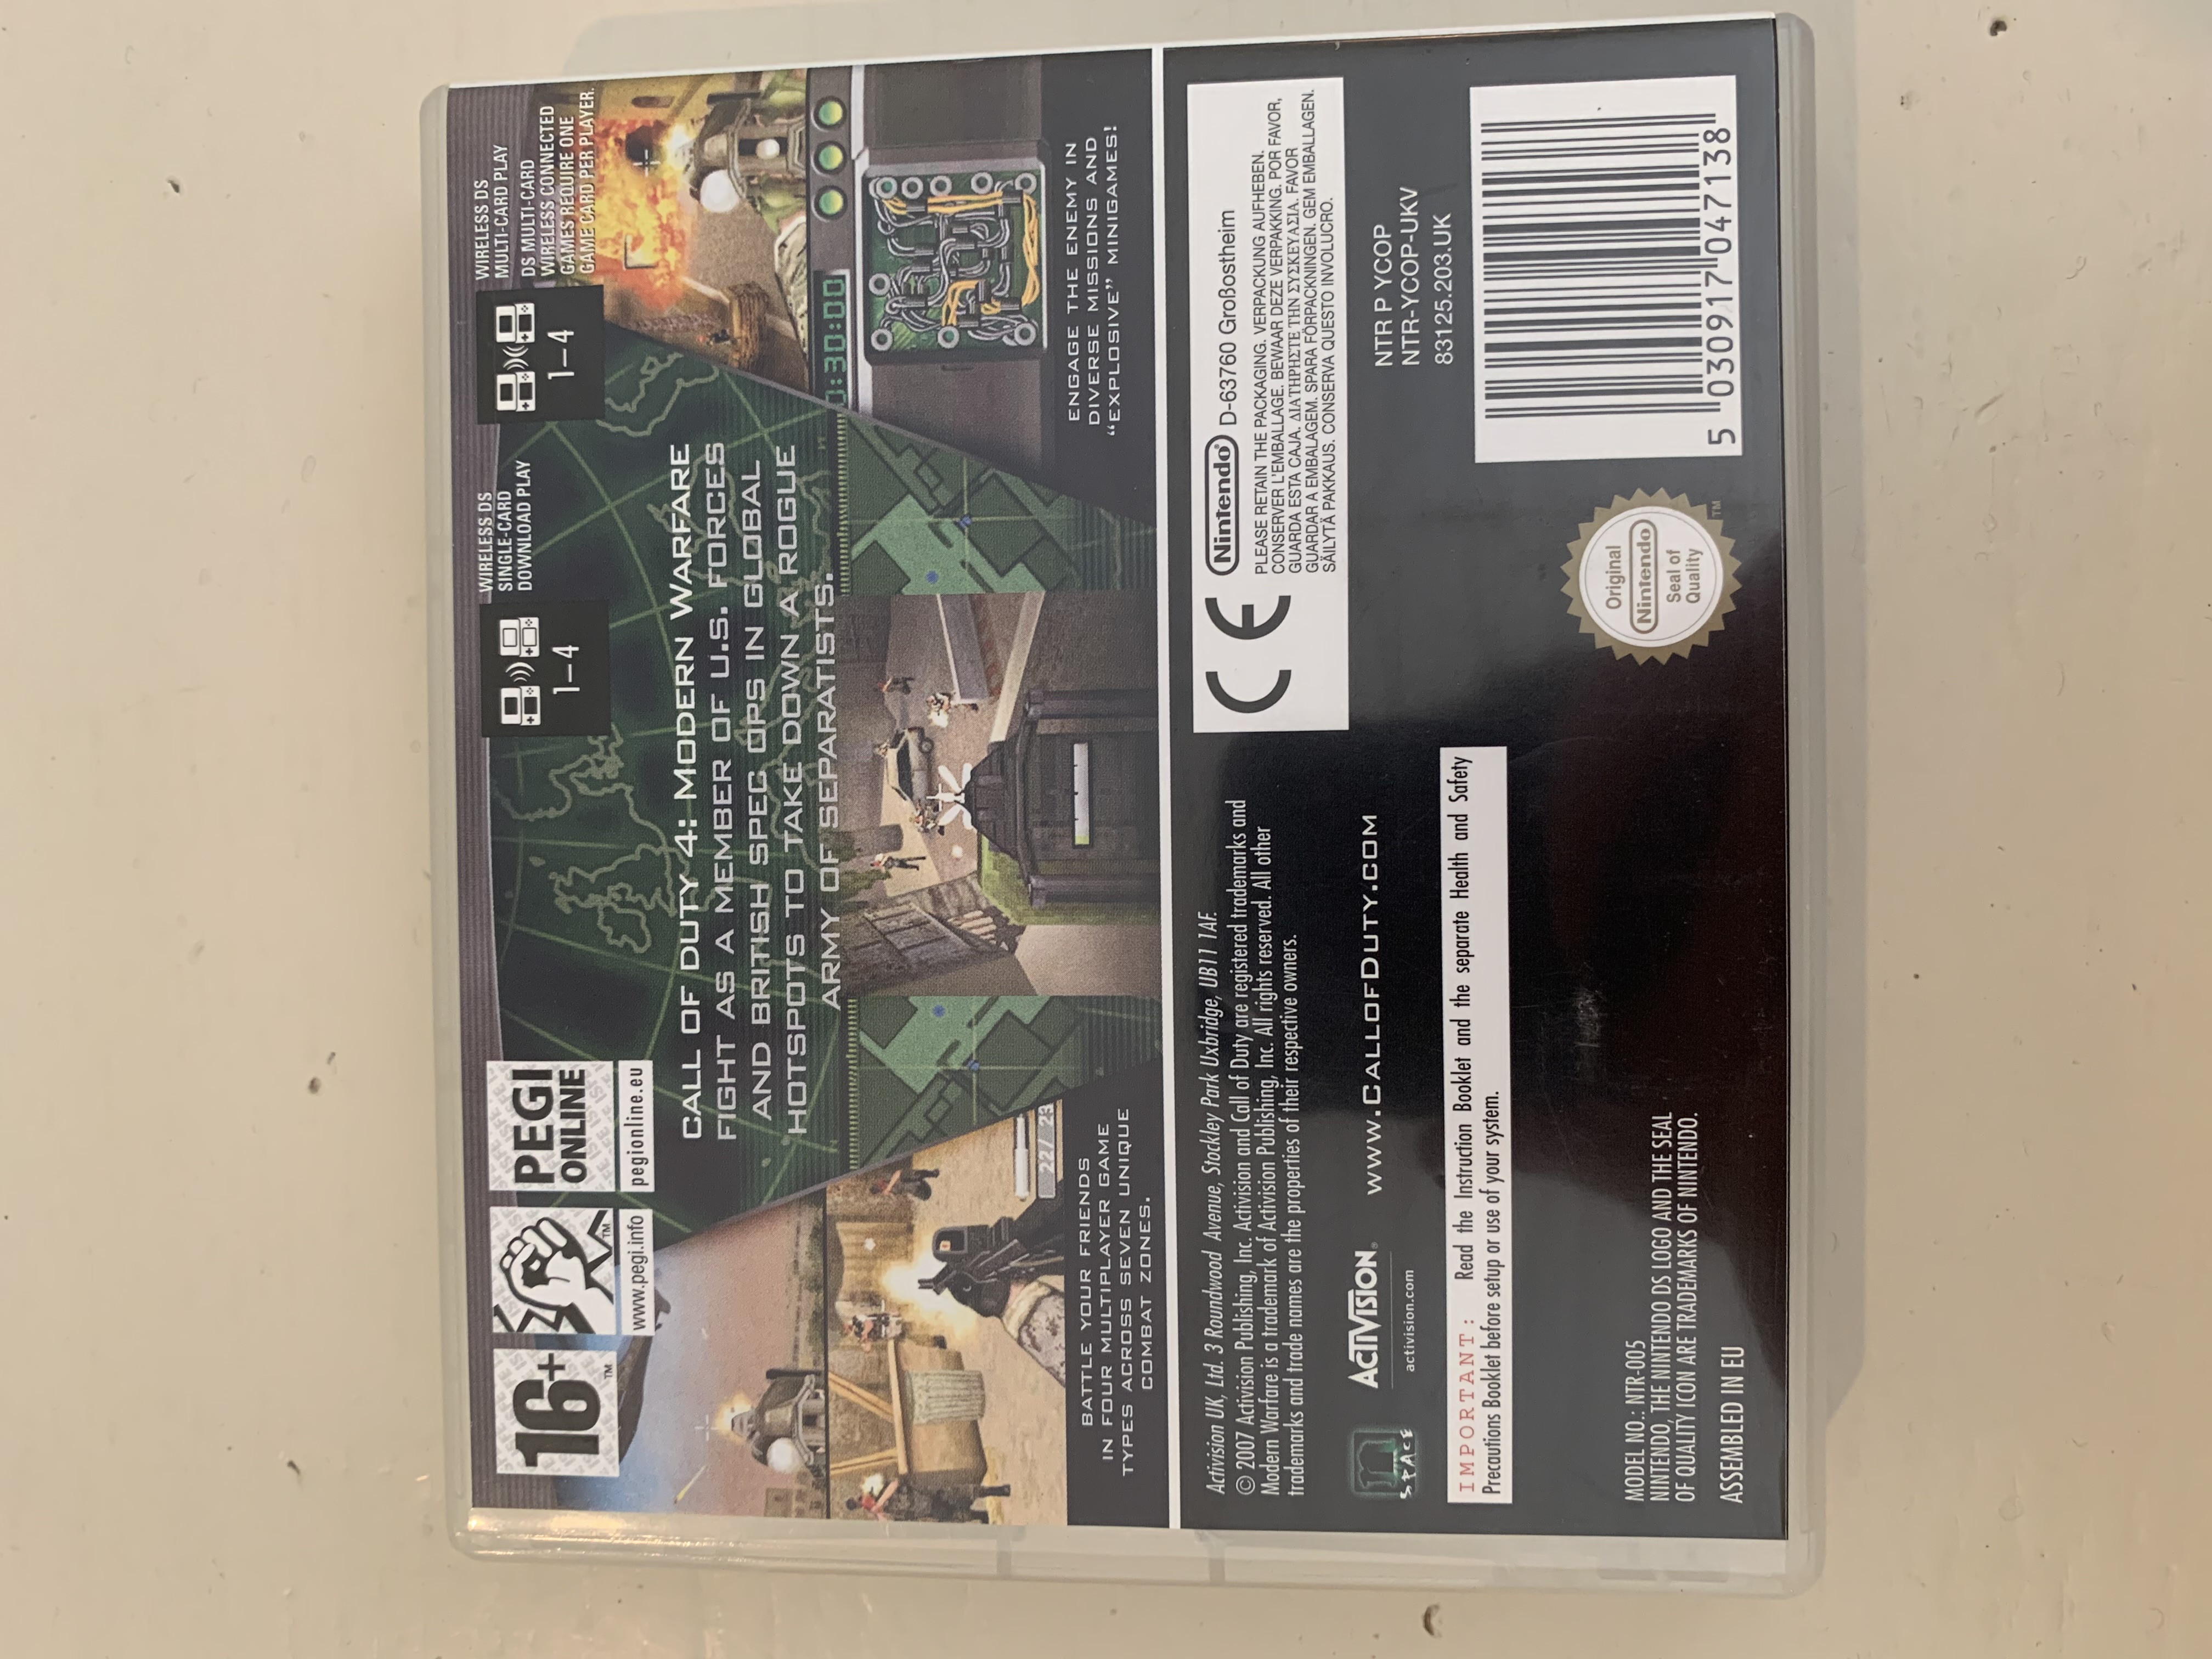 16+
TM
TM
www.pegi.info
PEGI
ONLINE
pegionline.eu
1-4
WIRELESS DS
SINGLE-CARD
DOWNLOAD PLAY
1-4
WIRELESS DS
MULTI-CARD PLAY
DS MULTI-CARD
WIRELESS CONNECTED
GAMES REQUIRE ONE
GAME CARD PER PLAYER.
CALL OF DUTY 4: MODERN WARFARE
FIGHT AS A MEMBER OF U.S. FORCES
AND BRITISH SPEC OPS IN GLOBAL
HOTSPOTS TO TAKE DOWN A ROGUE
ARMY OF SEPARATISTS.
:30:00
22/ 23
BATTLE YOUR FRIENDS
IN FOUR MULTIPLAYER GAME
TYPES ACROSS SEVEN UNIQUE
COMBAT ZONES.
ENGAGE THE ENEMY IN
DIVERSE MISSIONS AND
“EXPLOSIVE” MINIGAMES!
Activision UK, Ltd. 3 Roundwood Avenue, Stockley Park Uxbridge, UB11 1AF.
© 2007 Activision Publishing, Inc. Activision and Call of Duty are registered trademarks and
Modern Warfare is a trademark of Activision Publishing, Inc. All rights reserved. All other
trademarks and trade names are the properties of their respective owners.
CE
Nintendo® D-63760 Großostheim
PLEASE RETAIN THE PACKAGING. VERPACKUNG AUFHEBEN.
CONSERVER L'EMBALLAGE. BEWAAR DEZE VERPAKKING. POR FAVOR,
GUARDA ESTA CAJA. ΔΙΑΤΗΡΗΣΤΕ ΤΗΝ ΣΥΣΚΕΥΑΣΙΑ. FAVOR
GUARDAR A EMBALAGEM. SPARA FÖRPACKNINGEN. GEM EMBALLAGEN.
SÄILYTÄ PAKKAUS. CONSERVA QUESTO INVOLUCRO.
n
SPACE
ACTIVISION®
activision.com
WWW.CALLOFDUTY.COM
NTR P YCOP
NTR-YCOP-UKV
83125.203.UK
IMPORTANT: Read the Instruction Booklet and the separate Health and Safety
Precautions Booklet before setup or use of your system.
MODEL NO.: NTR-005
NINTENDO, THE NINTENDO DS LOGO AND THE SEAL
OF QUALITY ICON ARE TRADEMARKS OF NINTENDO.
ASSEMBLED IN EU
Original
Nintendo
Seal of
Quality
TM
5 030917 047138